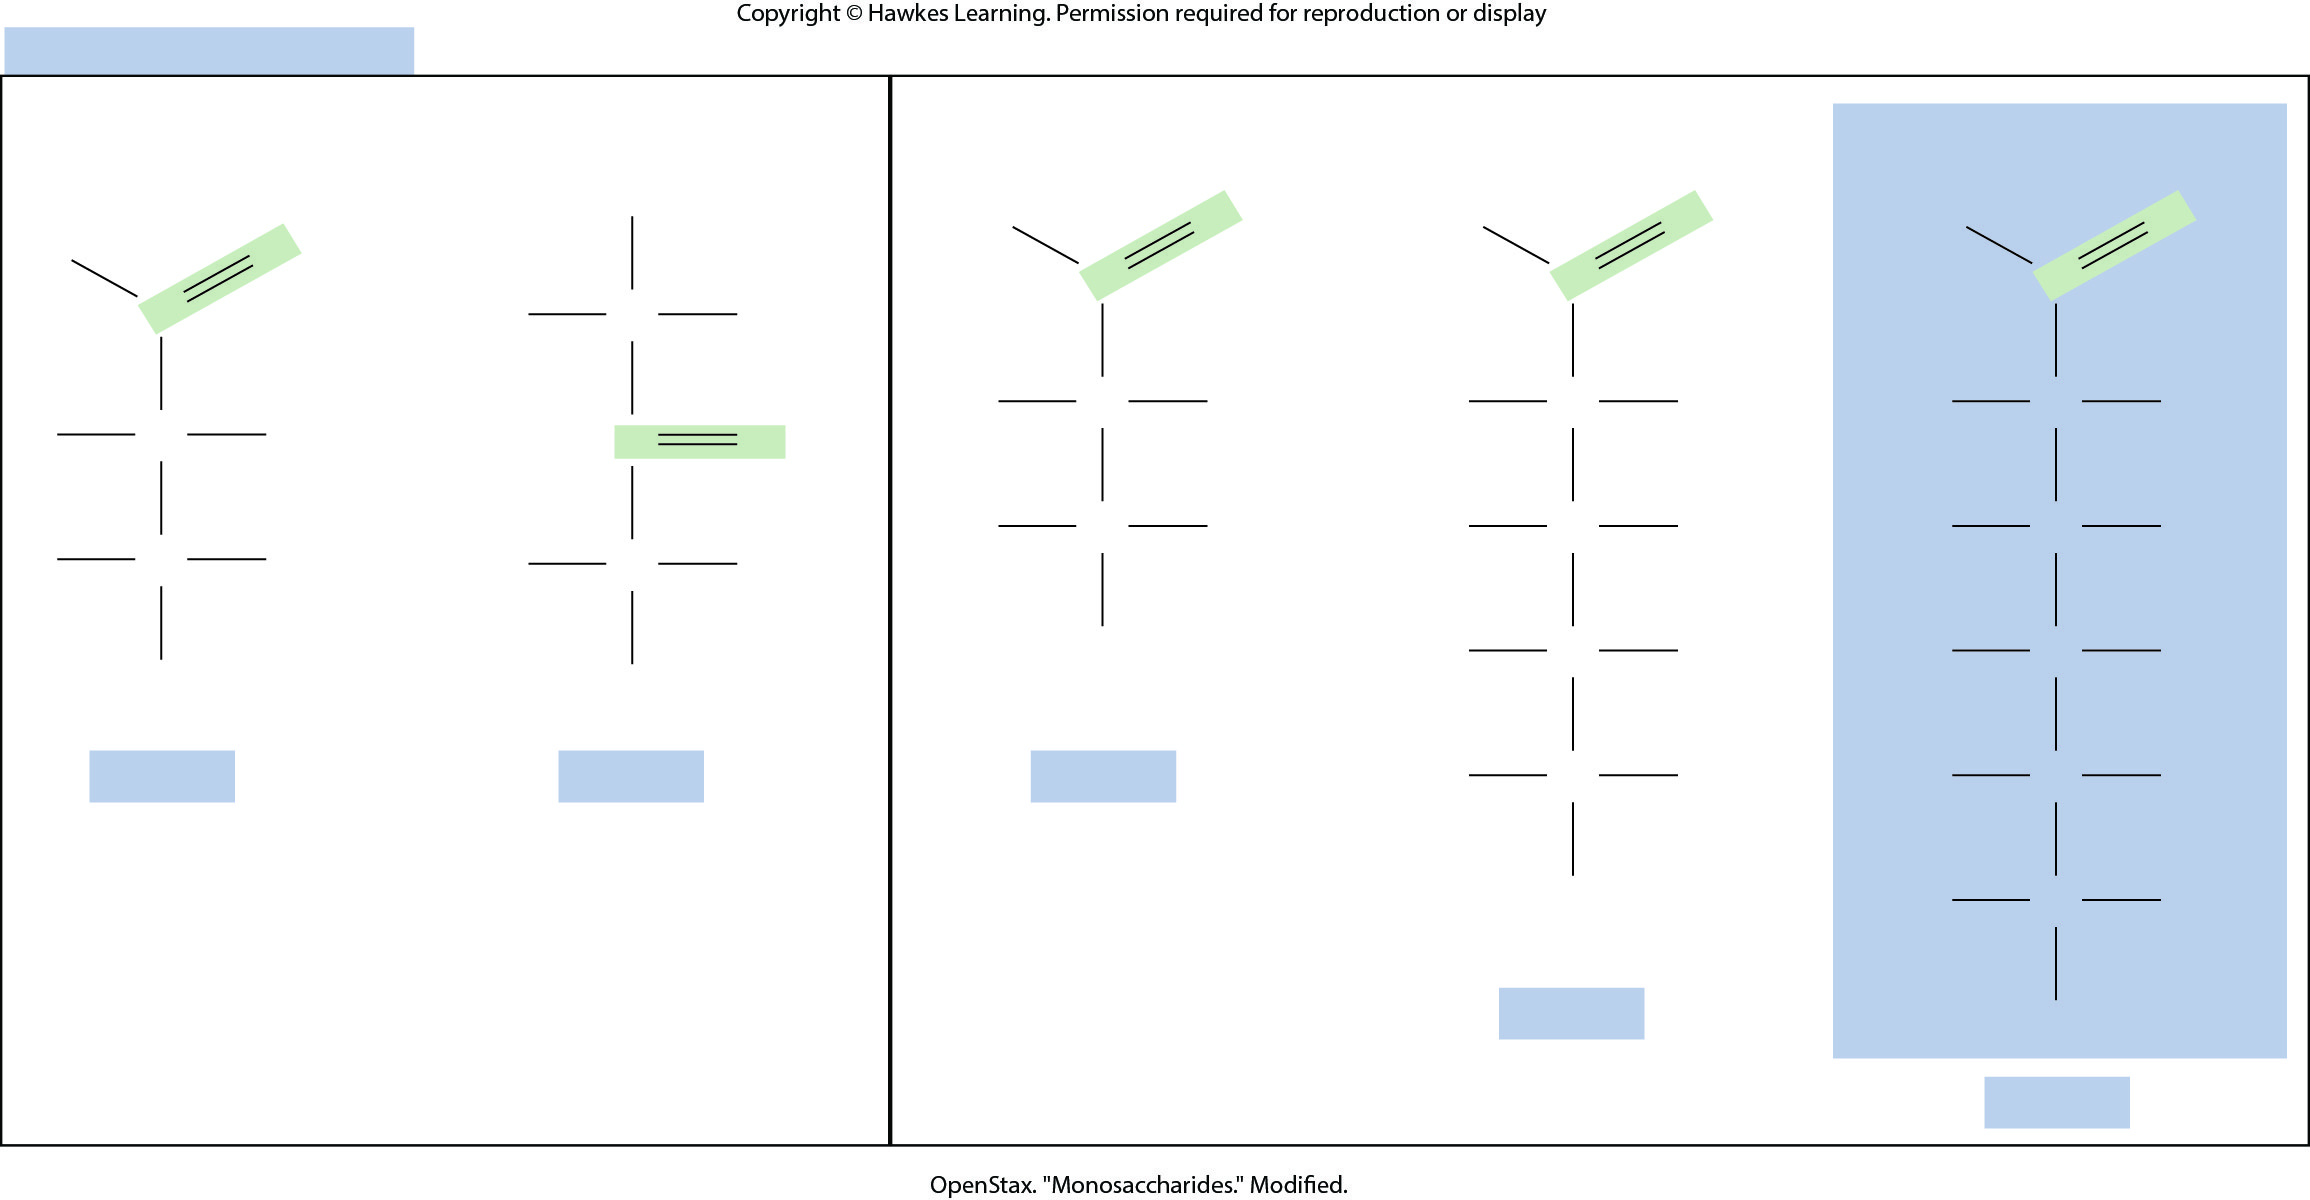 Copyright © Hawkes Learning. Permission required for reproduction or display
OpenStax. "Monosaccharides." Modified.